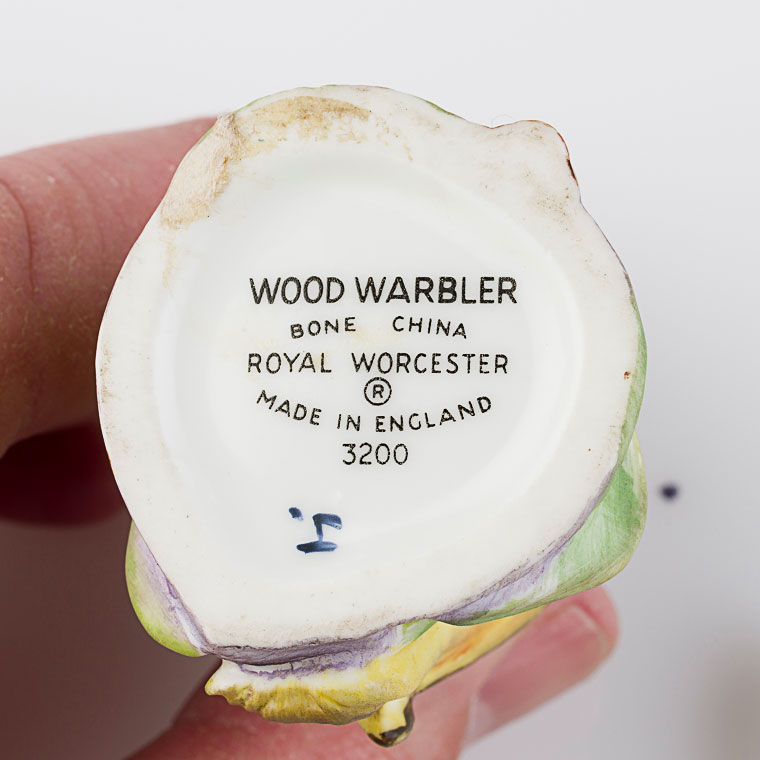 WOOD WARBLER
BONE CHINA
ROYAL WORCESTER
®
MADE IN ENGLAND
3200